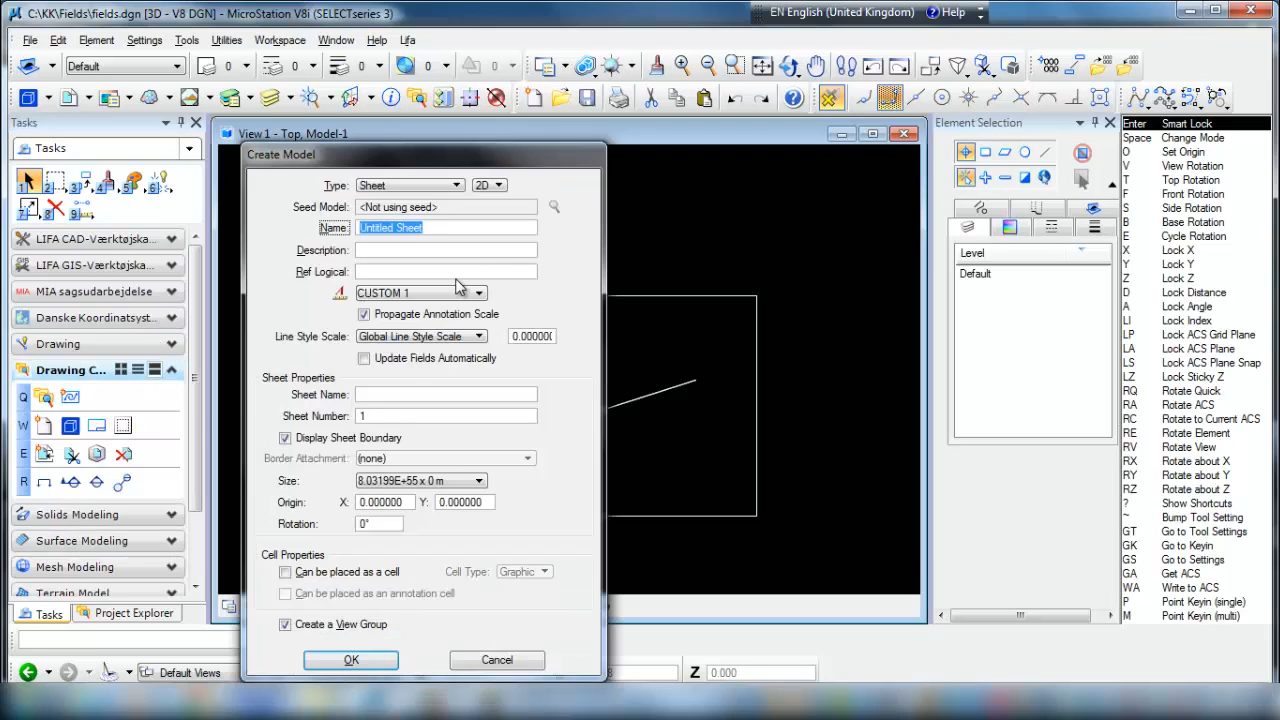 C:\KK\Fields\fields.dgn [3D - V8 DGN] - MicroStation V8i (SELECTseries 3)
EN English (United Kingdom)
Help
File Edit Element Settings Tools Utilities Workspace Window Help Lifa
Default
0 0 0 0 0
Tasks
View 1 - Top, Model-1
Element Selection
Tasks
1 2 3 4 5 6
7 8 9
LIFA CAD-Værktøjska...
LIFA GIS-Værktøjska...
MIA sagsudarbejdelse
Danske Koordinatsyst...
Drawing
Drawing C...
Q
W
E
R
Solids Modeling
Surface Modeling
Mesh Modeling
Terrain Model
Tasks
Project Explorer
Default Views
Create Model
Type: Sheet 2D
Seed Model: <Not using seed>
Name: Untitled Sheet
Description:
Ref Logical:
CUSTOM 1
Propagate Annotation Scale
Line Style Scale: Global Line Style Scale 0.00000(
Update Fields Automatically
Sheet Properties
Sheet Name:
Sheet Number: 1
Display Sheet Boundary
Border Attachment: (none)
Size: 8.03199E+55 x 0 m
Origin: X: 0.000000 Y: 0.000000
Rotation: 0°
Cell Properties
Can be placed as a cell Cell Type: Graphic
Can be placed as an annotation cell
Create a View Group
OK Cancel
Z 0.000
Level
Default
Enter Smart Lock
Space Change Mode
O Set Origin
V View Rotation
T Top Rotation
F Front Rotation
S Side Rotation
B Base Rotation
E Cycle Rotation
X Lock X
Y Lock Y
Z Lock Z
D Lock Distance
A Lock Angle
LI Lock Index
LP Lock ACS Grid Plane
LA Lock ACS Plane
LS Lock ACS Plane Snap
LZ Lock Sticky Z
RQ Rotate Quick
RA Rotate ACS
RC Rotate to Current ACS
RE Rotate Element
RV Rotate View
RX Rotate about X
RY Rotate about Y
RZ Rotate about Z
? Show Shortcuts
~ Bump Tool Setting
GT Go to Tool Settings
GK Go to Keyin
GS Go to Settings
GA Get ACS
WA Write to ACS
P Point Keyin (single)
M Point Keyin (multi)